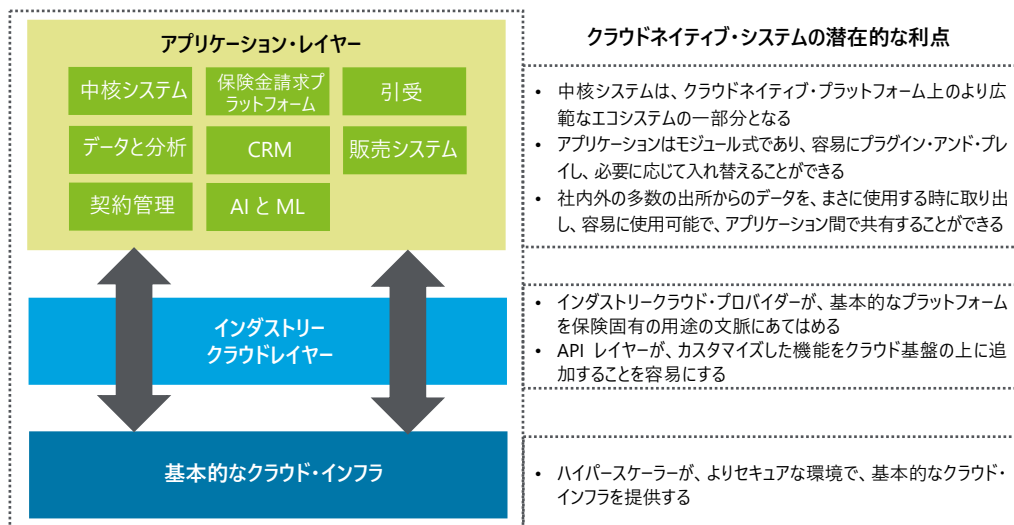 アプリケーション・レイヤー
中核システム
保険金請求プ
ラットフォーム
引受
データと分析
CRM
販売システム
契約管理
AI と ML
インダストリー
クラウドレイヤー
基本的なクラウド・インフラ
クラウドネイティブ・システムの潜在的な利点
• 中核システムは、クラウドネイティブ・プラットフォーム上のより広
範なエコシステムの一部分となる
• アプリケーションはモジュール式であり、容易にプラグイン・アンド・プレ
イし、必要に応じて入れ替えることができる
• 社内外の多数の出所からのデータを、まさに使用する時に取り出
し、容易に使用可能で、アプリケーション間で共有することができる
• インダストリークラウド・プロバイダーが、基本的なプラットフォーム
を保険固有の用途の文脈にあてはめる
• API レイヤーが、カスタマイズした機能をクラウド基盤の上に追
加することを容易にする
• ハイパースケーラーが、よりセキュアな環境で、基本的なクラウド・
インフラを提供する